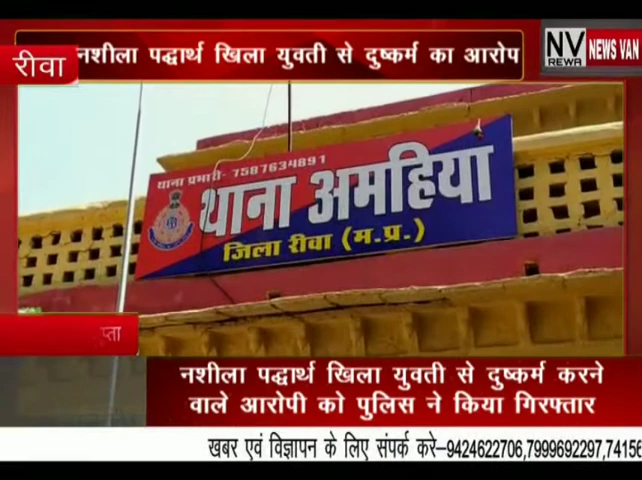 नशीला पद्धार्थ खिला युवती से दुष्कर्म का आरोप
रीवा
NV
REWA
NEWS VAN
थाना प्रभारी- 7587634891
थाना अमहिया
जिला रीवा (म.प्र.)
नशीला पद्धार्थ खिला युवती से दुष्कर्म करने
वाले आरोपी को पुलिस ने किया गिरफ्तार
खबर एवं विज्ञापन के लिए संपर्क करे–9424622706,7999692297,74156